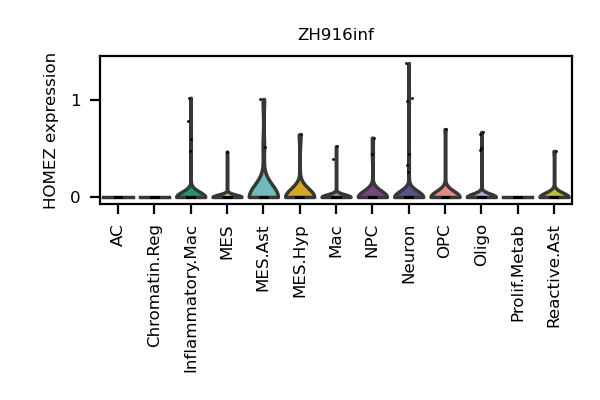 ZH916inf
HOMEZ expression
1
0
AC
Chromatin.Reg
Inflammatory.Mac
MES
MES.Ast
MES.Hyp
Mac
NPC
Neuron
OPC
Oligo
Prolif.Metab
Reactive.Ast